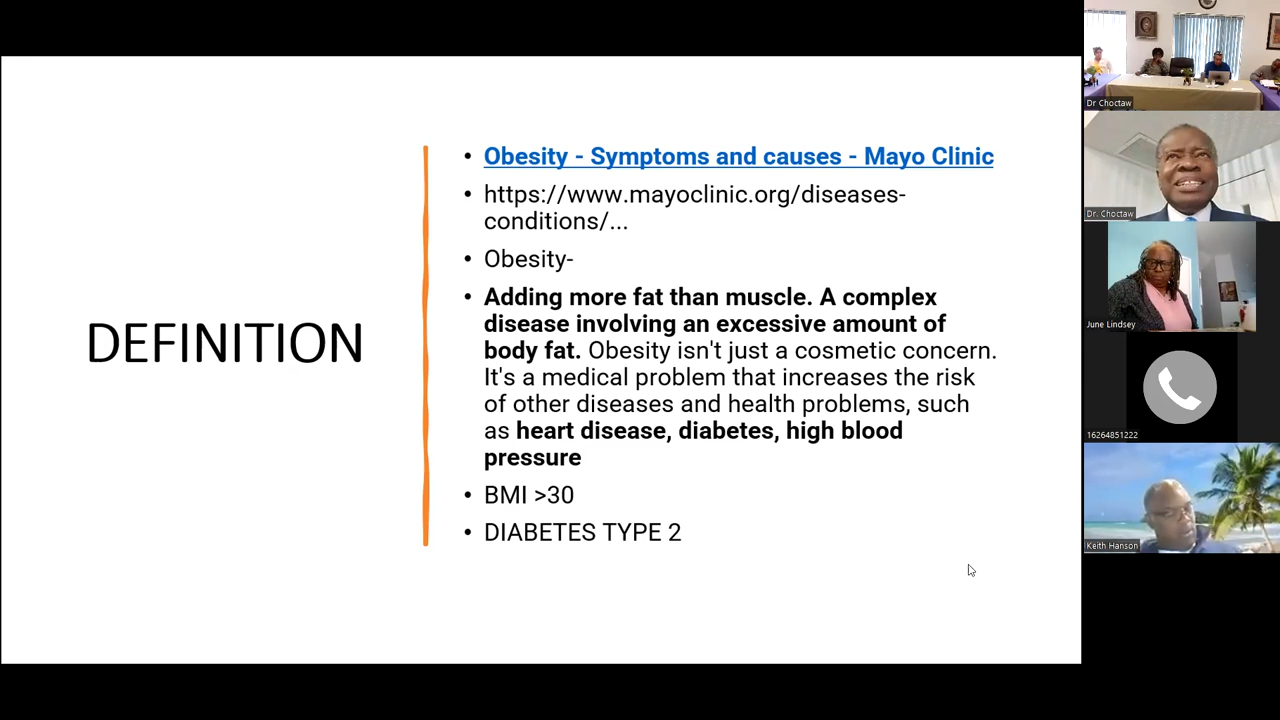 DEFINITION
• Obesity - Symptoms and causes - Mayo Clinic
• https://www.mayoclinic.org/diseases-
conditions/...
• Obesity-
• Adding more fat than muscle. A complex
disease involving an excessive amount of
body fat. Obesity isn't just a cosmetic concern.
It's a medical problem that increases the risk
of other diseases and health problems, such
as heart disease, diabetes, high blood
pressure
• BMI >30
• DIABETES TYPE 2
Dr Choctaw
Dr. Choctaw
June Lindsey
16264851222
Keith Hanson